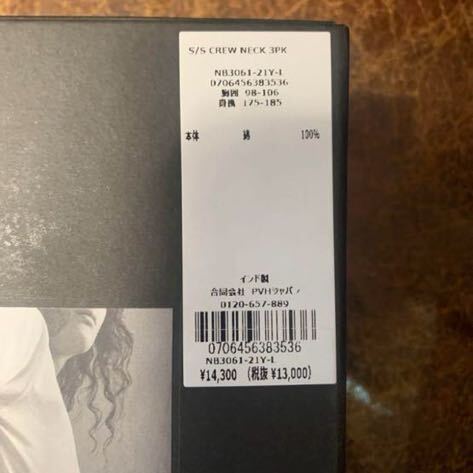 S/S CREW NECK 3PK
NB3061-21Y-L
0706456383536
胸囲 98-106
身長 175-185
本体 綿 100%
インド製
合同会社 PVHジャパン
0120-657-889
0706456383536
NB3061-21Y-L
¥14,300 (税抜 ¥13,000)